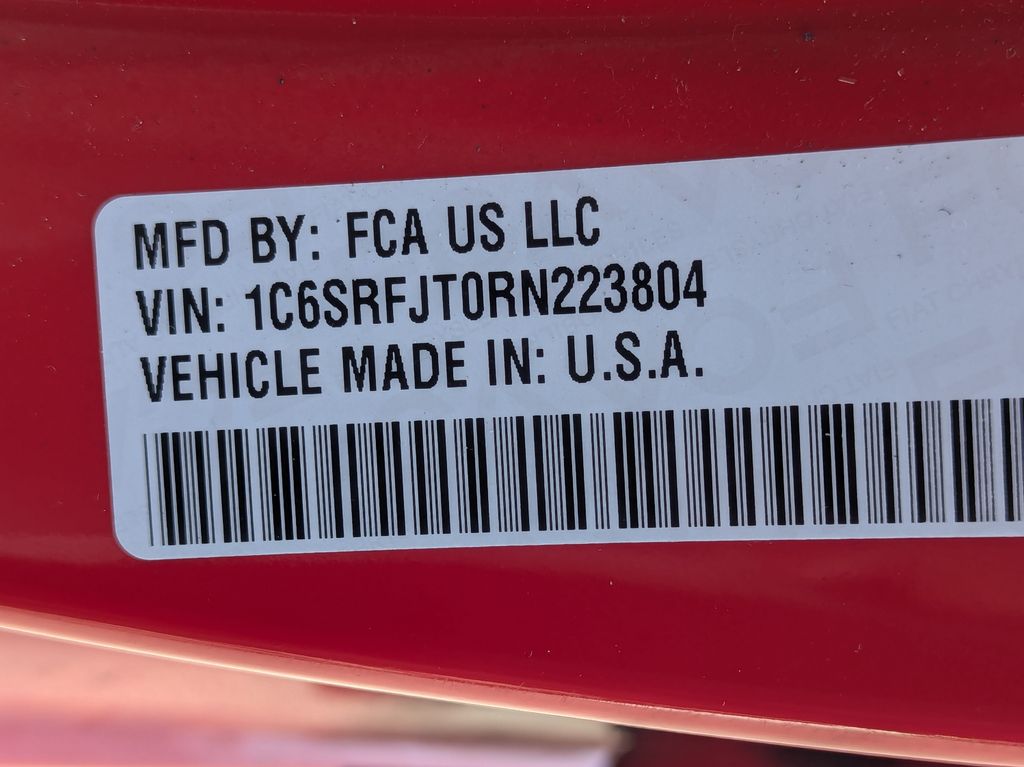 MFD BY: FCA US LLC
VIN: 1C6SRFJT0RN223804
VEHICLE MADE IN: U.S.A.